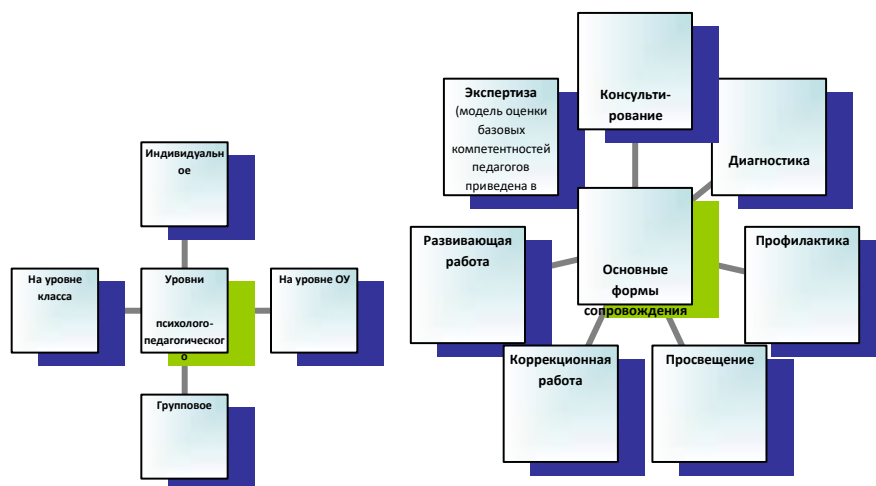 Индивидуальн
ое
На уровне
класса
Уровни
психолого-
педагогическог
о
На уровне ОУ
Групповое
Экспертиза
(модель оценки
базовых
компетентностей
педагогов
приведена в
Консульти-
рование
Диагностика
Развивающая
работа
Основные
формы
сопровождения
Профилактика
Коррекционная
работа
Просвещение